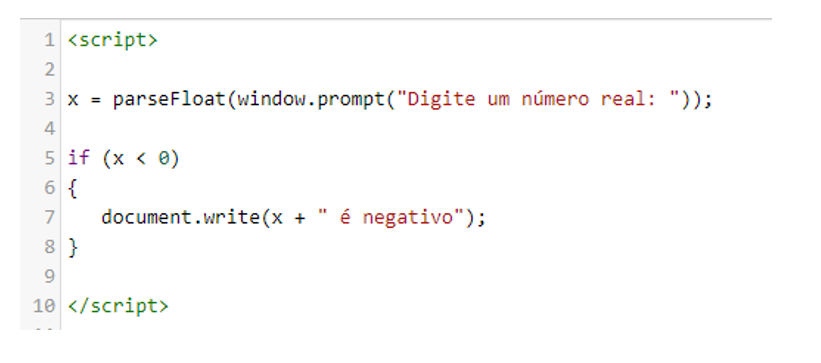 1 <script>
2
3 x = parseFloat(window.prompt("Digite um número real: "));
4
5 if (x < 0)
6 {
7 document.write(x + " é negativo");
8 }
9
10 </script>